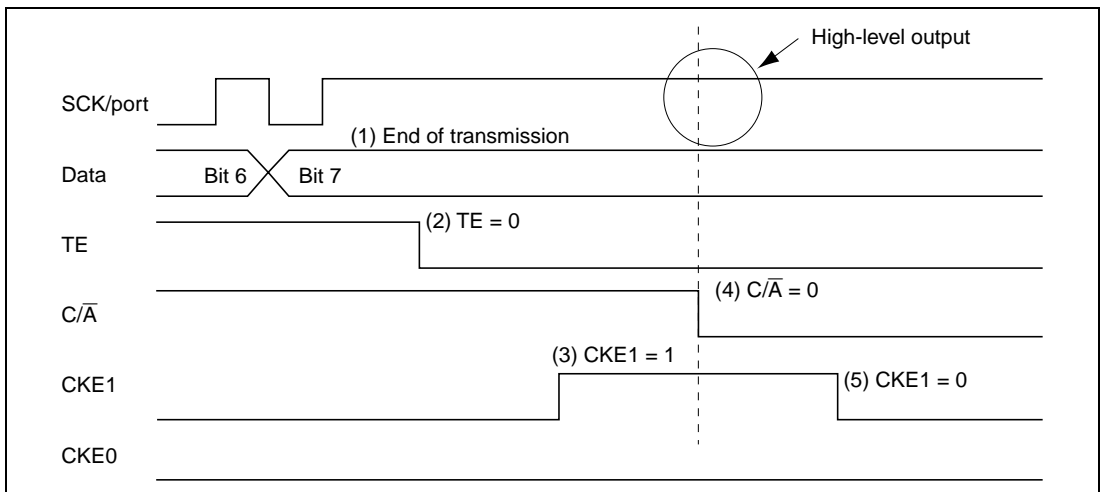 High-level output
SCK/port
(1) End of transmission
Data
Bit 6
Bit 7
(2) TE = 0
TE
(4) C/A̅ = 0
C/A̅
(3) CKE1 = 1
CKE1
(5) CKE1 = 0
CKE0